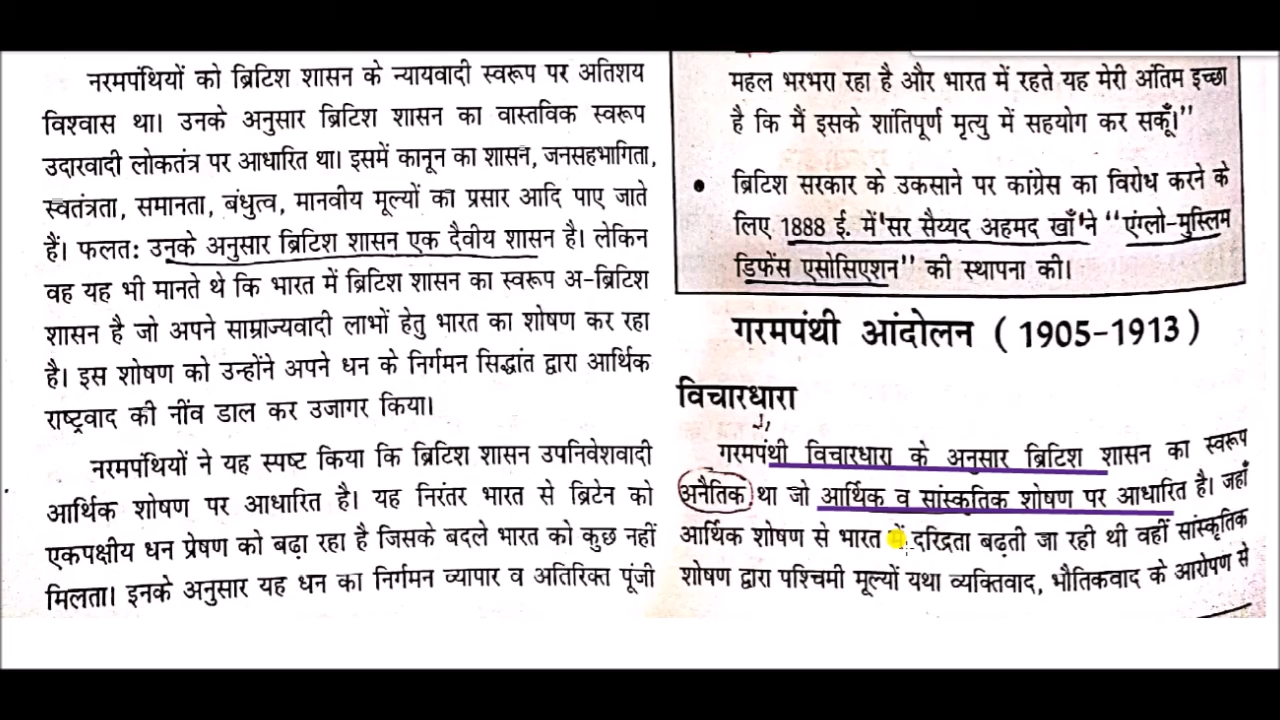 नरमपंथियों को ब्रिटिश शासन के न्यायवादी स्वरूप पर अतिशय
विश्वास था। उनके अनुसार ब्रिटिश शासन का वास्तविक स्वरूप
उदारवादी लोकतंत्र पर आधारित था। इसमें कानून का शासन, जनसहभागिता,
स्वतंत्रता, समानता, बंधुत्व, मानवीय मूल्यों का प्रसार आदि पाए जाते
हैं। फलतः उनके अनुसार ब्रिटिश शासन एक दैवीय शासन है। लेकिन
वह यह भी मानते थे कि भारत में ब्रिटिश शासन का स्वरूप अ-ब्रिटिश
शासन है जो अपने साम्राज्यवादी लाभों हेतु भारत का शोषण कर रहा
है। इस शोषण को उन्होंने अपने धन के निर्गमन सिद्धांत द्वारा आर्थिक
राष्ट्रवाद की नींव डाल कर उजागर किया।
नरमपंथियों ने यह स्पष्ट किया कि ब्रिटिश शासन उपनिवेशवादी
आर्थिक शोषण पर आधारित है। यह निरंतर भारत से ब्रिटेन को
एकपक्षीय धन प्रेषण को बढ़ा रहा है जिसके बदले भारत को कुछ नहीं
मिलता। इनके अनुसार यह धन का निर्गमन व्यापार व अतिरिक्त पूंजी
महल भरभरा रहा है और भारत में रहते यह मेरी अंतिम इच्छा
है कि मैं इसके शांतिपूर्ण मृत्यु में सहयोग कर सकूँ।"
• ब्रिटिश सरकार के उकसाने पर कांग्रेस का विरोध करने के
लिए 1888 ई. में 'सर सैय्यद अहमद खाँ' ने "एंग्लो-मुस्लिम
डिफेंस एसोसिएशन" की स्थापना की।
गरमपंथी आंदोलन (1905-1913)
विचारधारा
गरमपंथी विचारधारा के अनुसार ब्रिटिश शासन का स्वरूप
अनैतिक था जो आर्थिक व सांस्कृतिक शोषण पर आधारित है। जहाँ
आर्थिक शोषण से भारत में दरिद्रता बढ़ती जा रही थी वहीं सांस्कृतिक
शोषण द्वारा पश्चिमी मूल्यों यथा व्यक्तिवाद, भौतिकवाद के आरोपण से